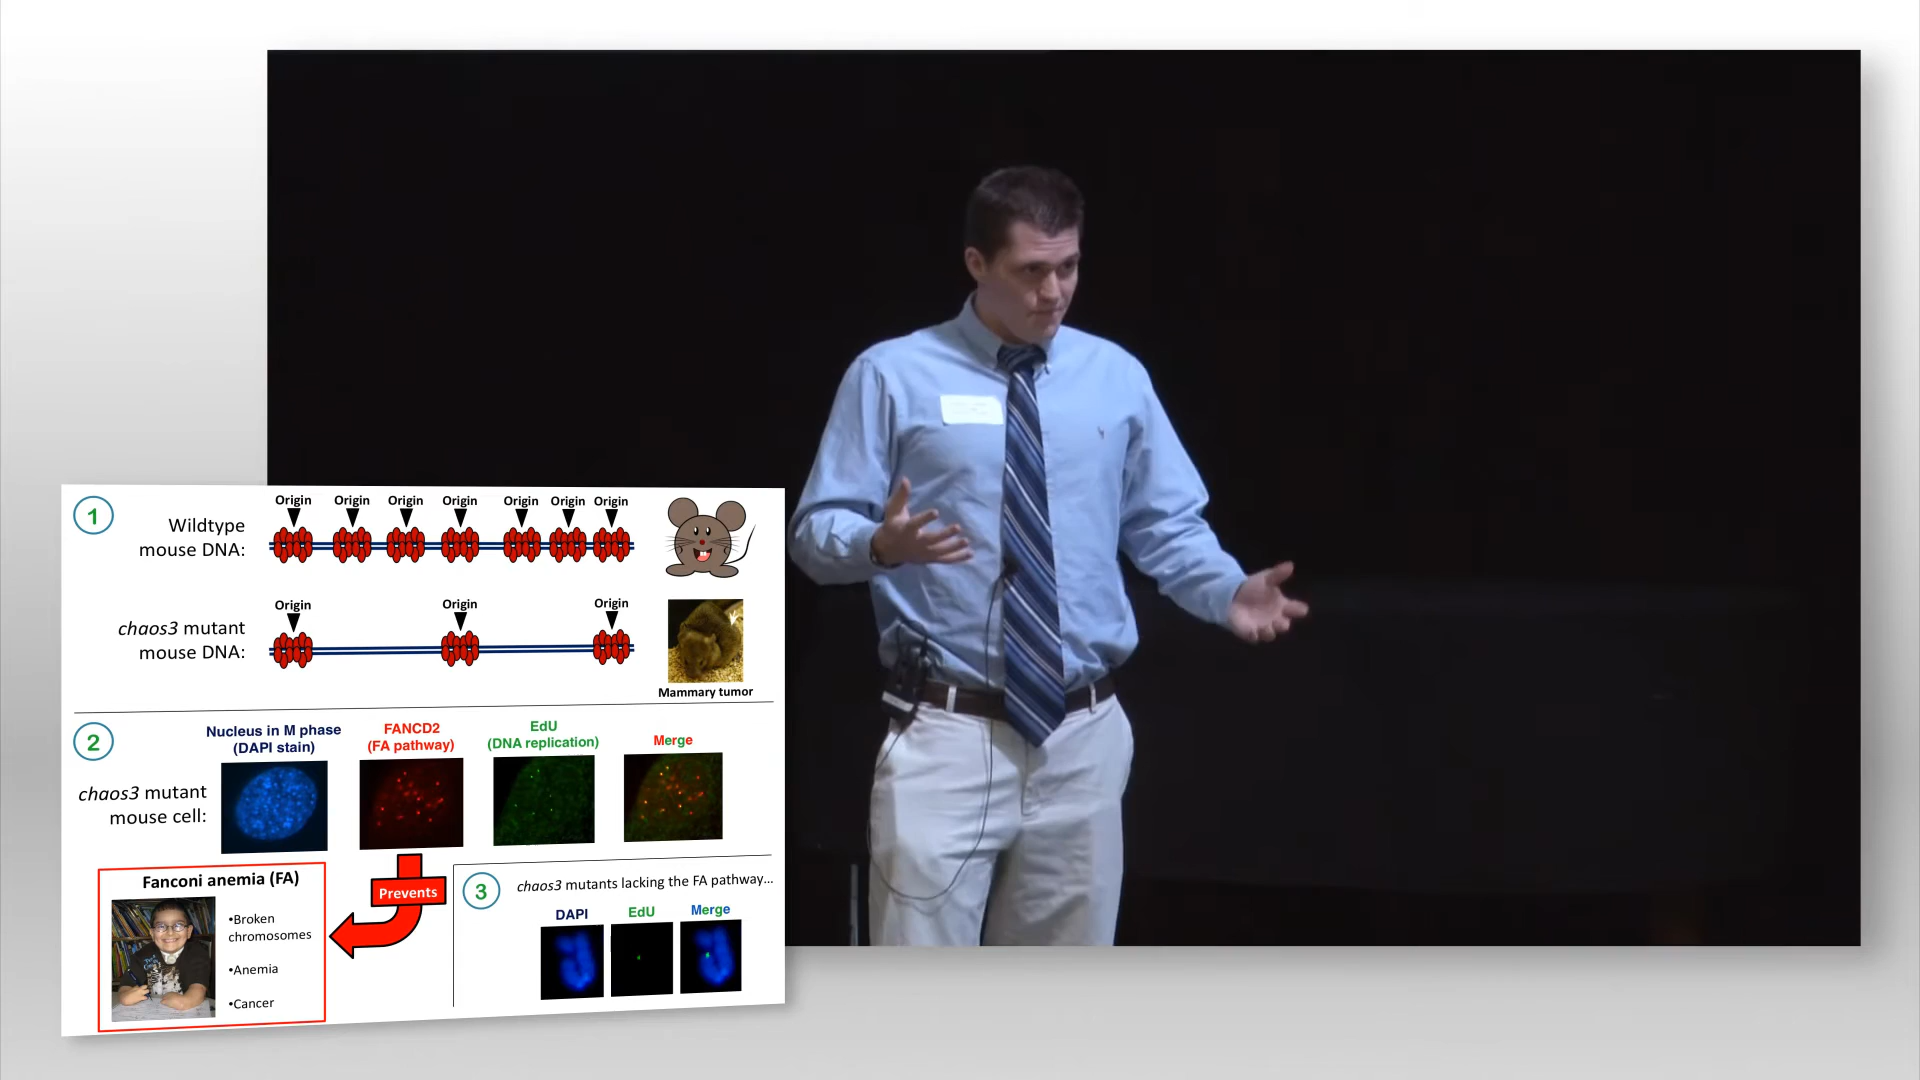 1
Origin Origin Origin Origin Origin Origin Origin
Wildtype
mouse DNA:
Origin Origin Origin
chaos3 mutant
mouse DNA:
Mammary tumor
2
Nucleus in M phase
(DAPI stain)
FANCD2
(FA pathway)
EdU
(DNA replication)
Merge
chaos3 mutant
mouse cell:
Prevents
Fanconi anemia (FA)
•Broken
chromosomes
•Anemia
•Cancer
3
chaos3 mutants lacking the FA pathway...
DAPI EdU Merge